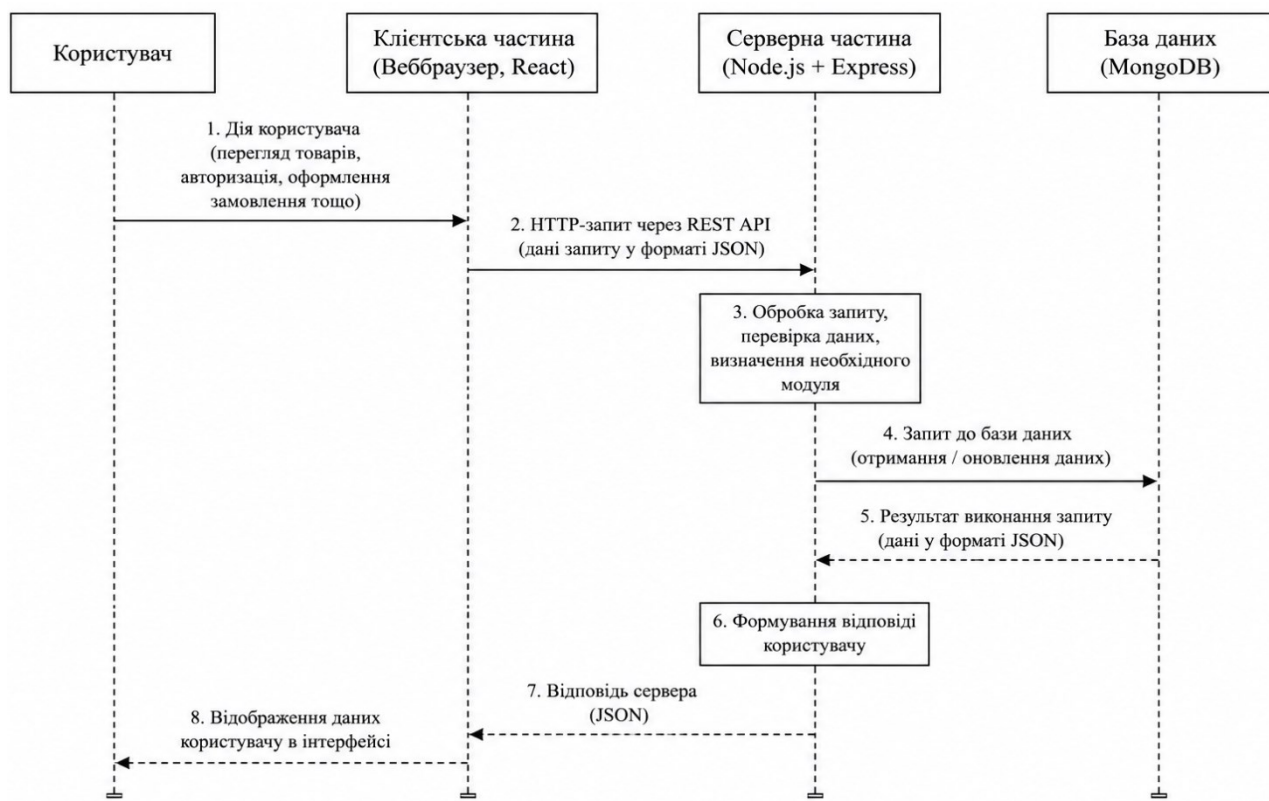 Користувач
Клієнтська частина
(Веббраузер, React)
Серверна частина
(Node.js + Express)
База даних
(MongoDB)
1. Дія користувача
(перегляд товарів,
авторизація, оформлення
замовлення тощо)
2. HTTP-запит через REST API
(дані запиту у форматі JSON)
3. Обробка запиту,
перевірка даних,
визначення необхідного
модуля
4. Запит до бази даних
(отримання / оновлення даних)
5. Результат виконання запиту
(дані у форматі JSON)
6. Формування відповіді
користувачу
7. Відповідь сервера
(JSON)
8. Відображення даних
користувачу в інтерфейсі